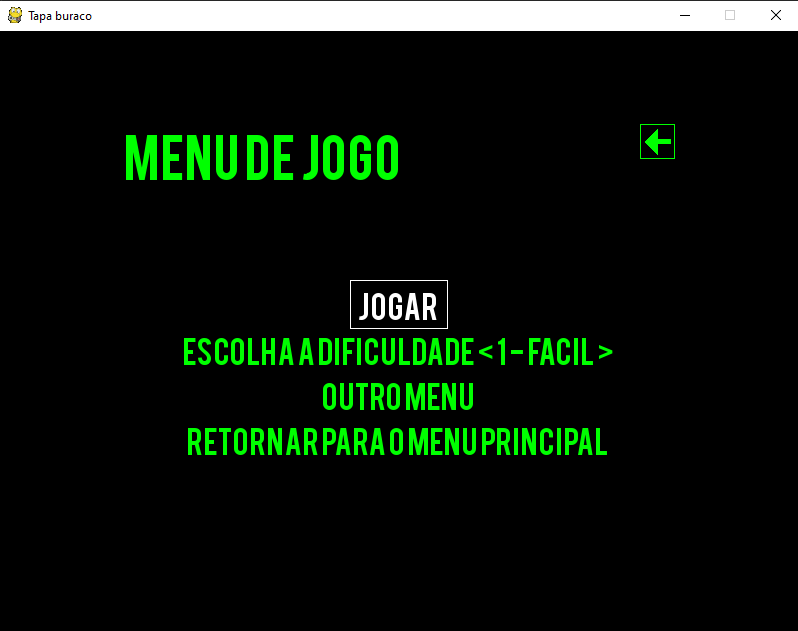 Tapa buraco
MENU DE JOGO
JOGAR
ESCOLHA A DIFICULDADE < 1 - FACIL >
OUTRO MENU
RETORNAR PARA O MENU PRINCIPAL